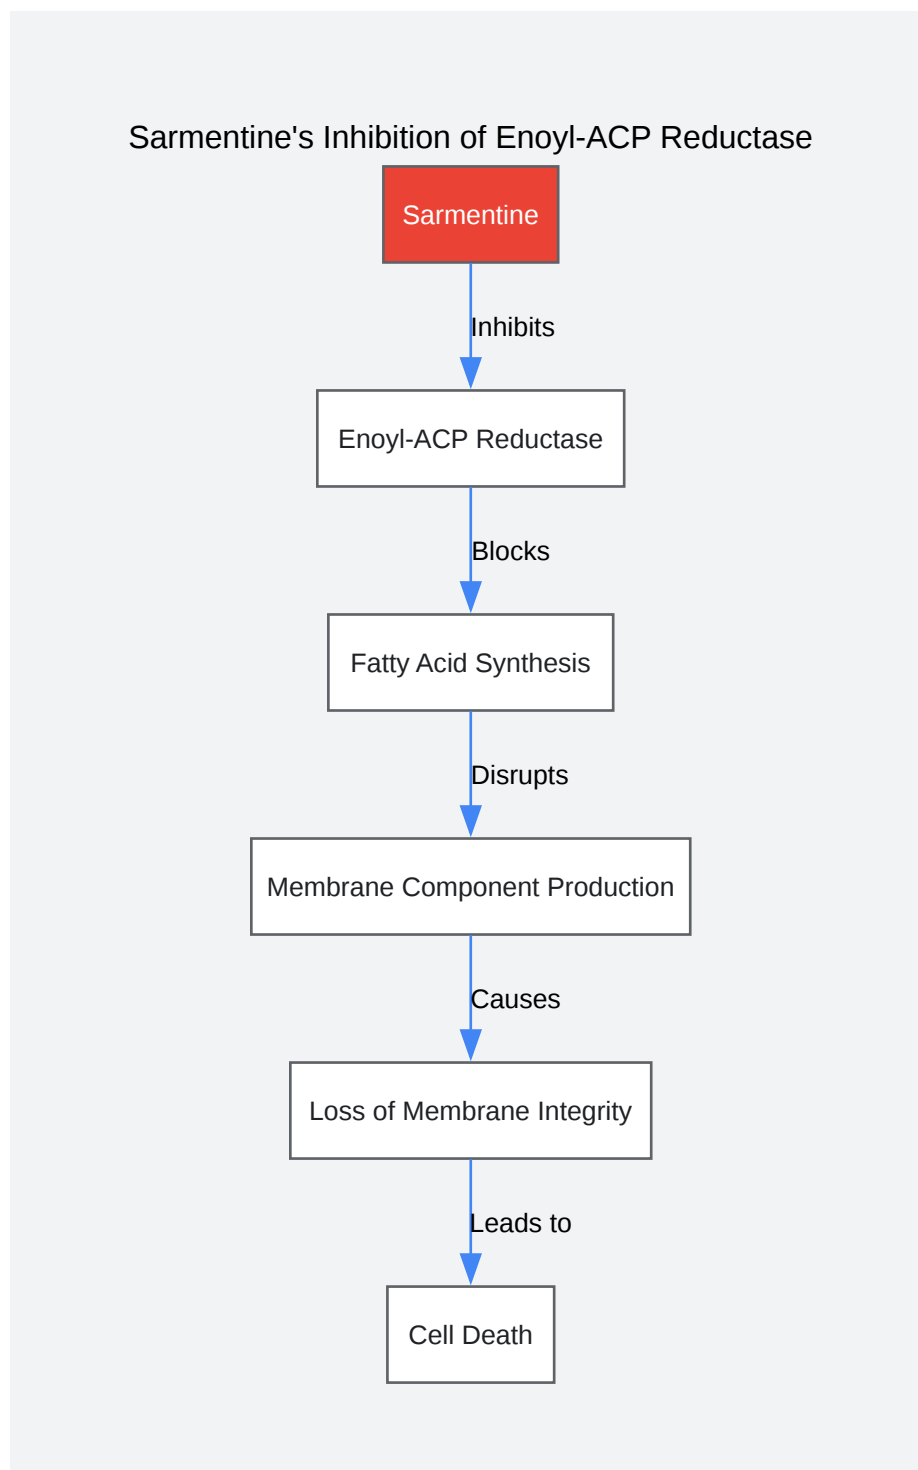 Sarmentine's Inhibition of Enoyl-ACP Reductase
Sarmentine
Inhibits
Enoyl-ACP Reductase
Blocks
Fatty Acid Synthesis
Disrupts
Membrane Component Production
Causes
Loss of Membrane Integrity
Leads to
Cell Death